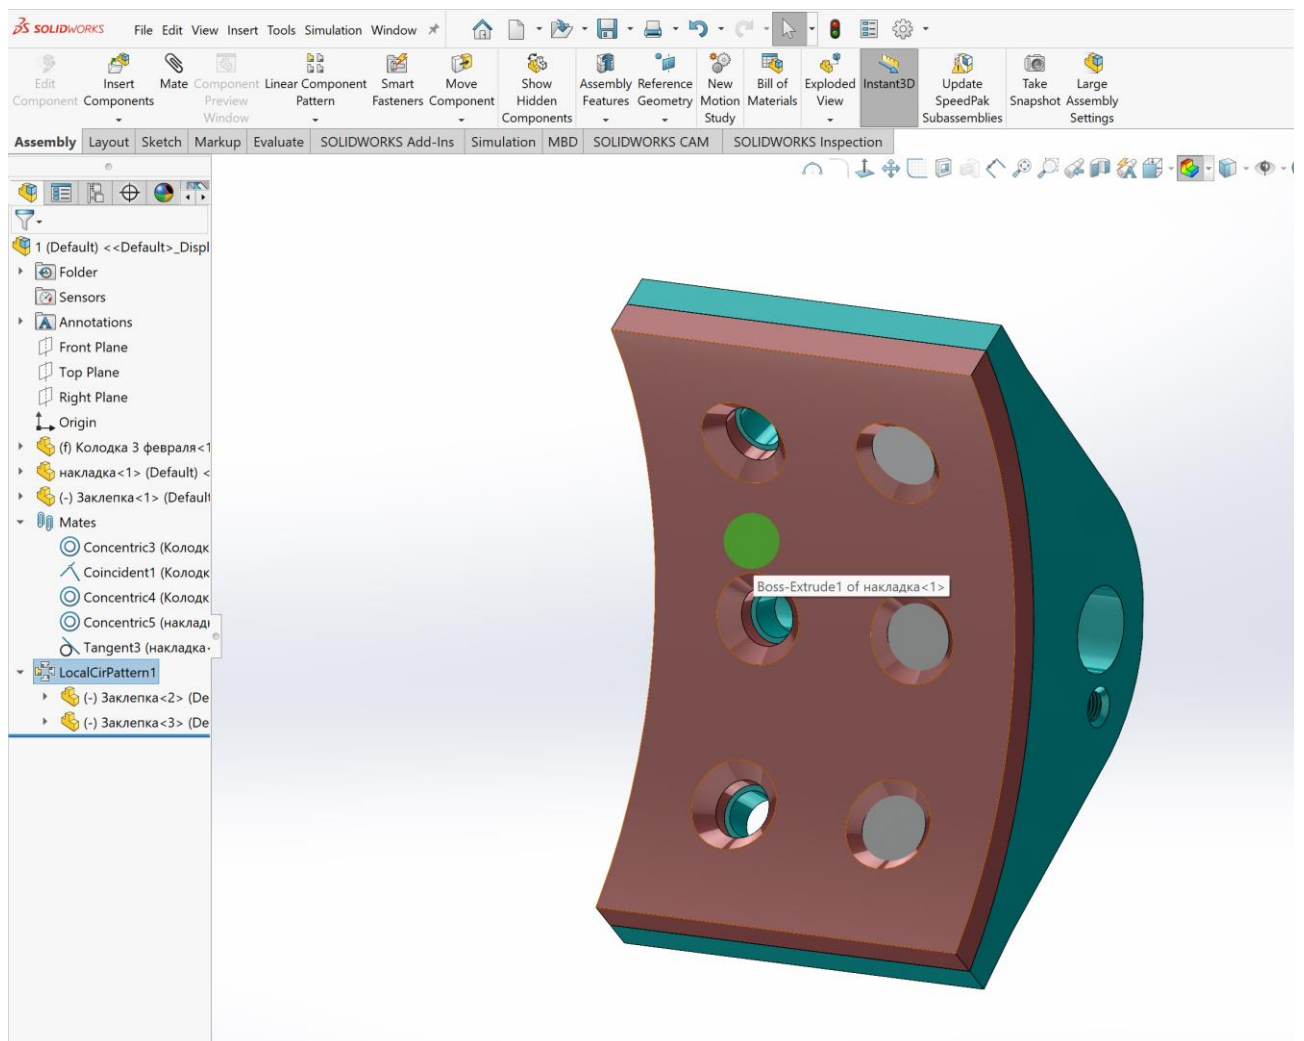 SOLIDWORKS File Edit View Insert Tools Simulation Window
Edit Component
Insert Components
Mate
Component Preview Window
Linear Component Pattern
Smart Fasteners
Move Component
Show Hidden Components
Assembly Features
Reference Geometry
New Motion Study
Bill of Materials
Exploded View
Instant3D
Update SpeedPak Subassemblies
Take Snapshot
Large Assembly Settings
Assembly Layout Sketch Markup Evaluate SOLIDWORKS Add-Ins Simulation MBD SOLIDWORKS CAM SOLIDWORKS Inspection
1 (Default) <<Default>_Displ
Folder
Sensors
Annotations
Front Plane
Top Plane
Right Plane
Origin
(f) Колодка 3 февраля<1
накладка<1> (Default) <
(-) Заклепка<1> (Default
Mates
Concentric3 (Колодк
Coincident1 (Колодк
Concentric4 (Колодк
Concentric5 (наклад
Tangent3 (накладка
LocalCirPattern1
(-) Заклепка<2> (De
(-) Заклепка<3> (De
Boss-Extrude1 of накладка<1>